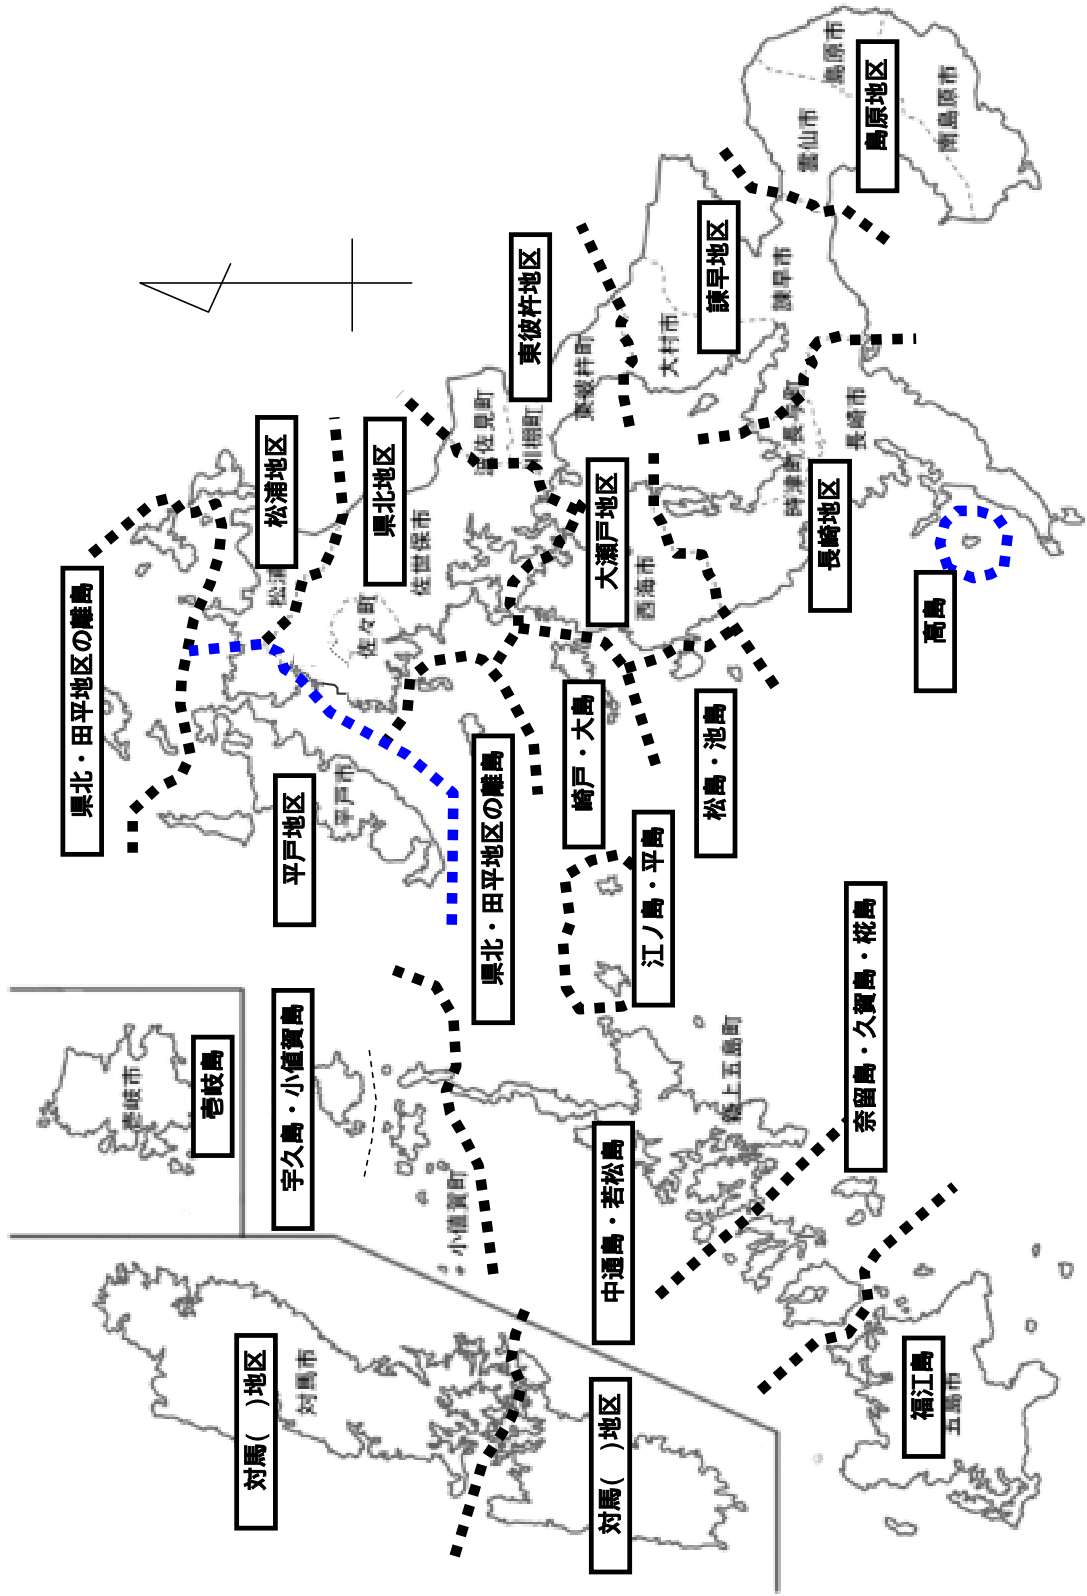 県北・田平地区の離島
松浦地区
県北地区
東彼杵地区
諫早地区
島原地区
島原市
雲仙市
南島原市
諫早市
大村市
東彼杵町
川棚町
波佐見町
佐世保市
佐々町
松浦
平戸市
平戸地区
県北・田平地区の離島
大瀬戸地区
西海市
時津町
長与町
長崎市
長崎地区
高島
崎戸・大島
松島・池島
江ノ島・平島
壱岐市
壱岐島
宇久島・小値賀島
小値賀町
新上五島町
中通島・若松島
奈留島・久賀島・椛島
福江島
五島市
対馬市
対馬(　)地区
対馬(　)地区